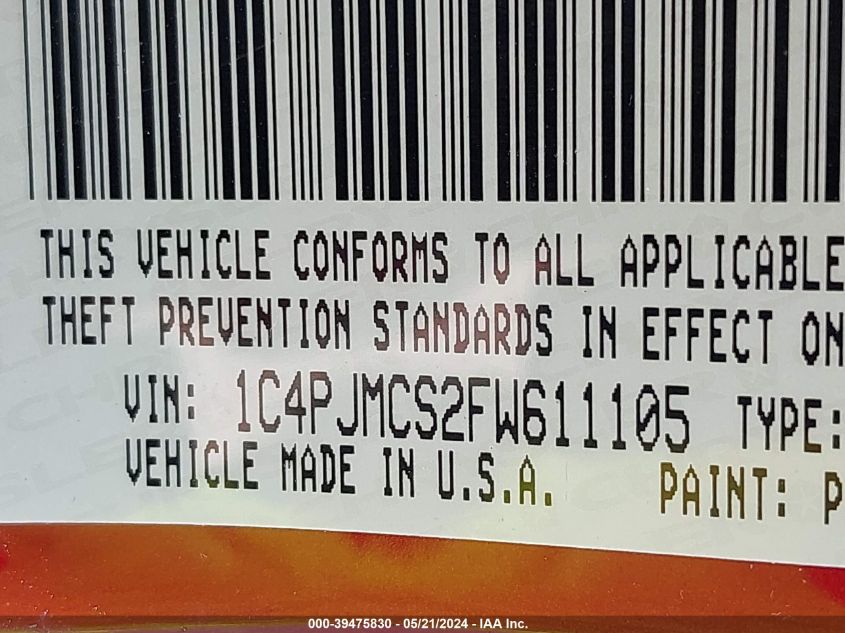 THIS VEHICLE CONFORMS TO ALL APPLICABLE
THEFT PREVENTION STANDARDS IN EFFECT ON
VIN: 1C4PJMCS2FW611105 TYPE:
VEHICLE MADE IN U.S.A. PAINT: P
000-39475830 - 05/21/2024 - IAA Inc.